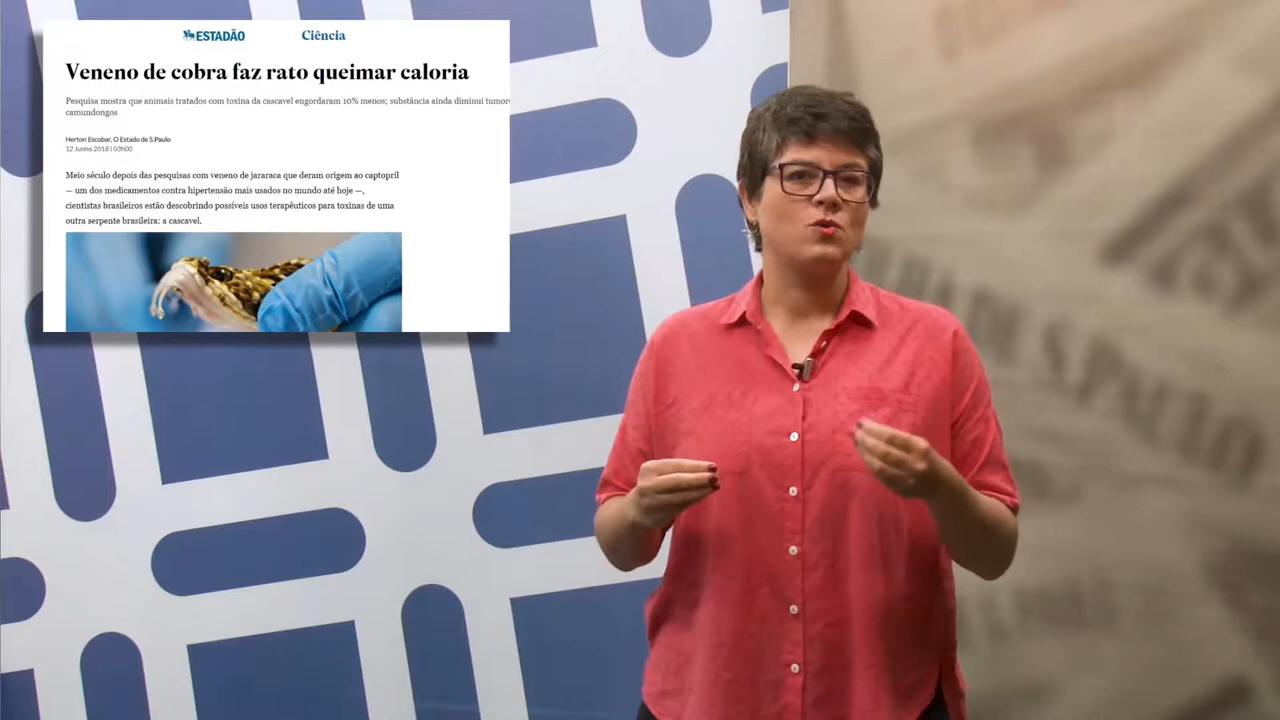 ESTADÃO
Ciência
Veneno de cobra faz rato queimar caloria
Pesquisa mostra que animais tratados com toxina da cascavel engordaram 10% menos; substância ainda diminui
camundongos
Herton Escobar, O Estado de S.Paulo
12 Junho 2018 | 03h00
Meio século depois das pesquisas com veneno de jararaca que deram origem ao captopril
— um dos medicamentos contra hipertensão mais usados no mundo até hoje —,
cientistas brasileiros estão descobrindo possíveis usos terapêuticos para toxinas de uma
outra serpente brasileira: a cascavel.
S.PAULO